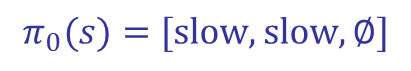 π₀(s) = [slow, slow, ∅]